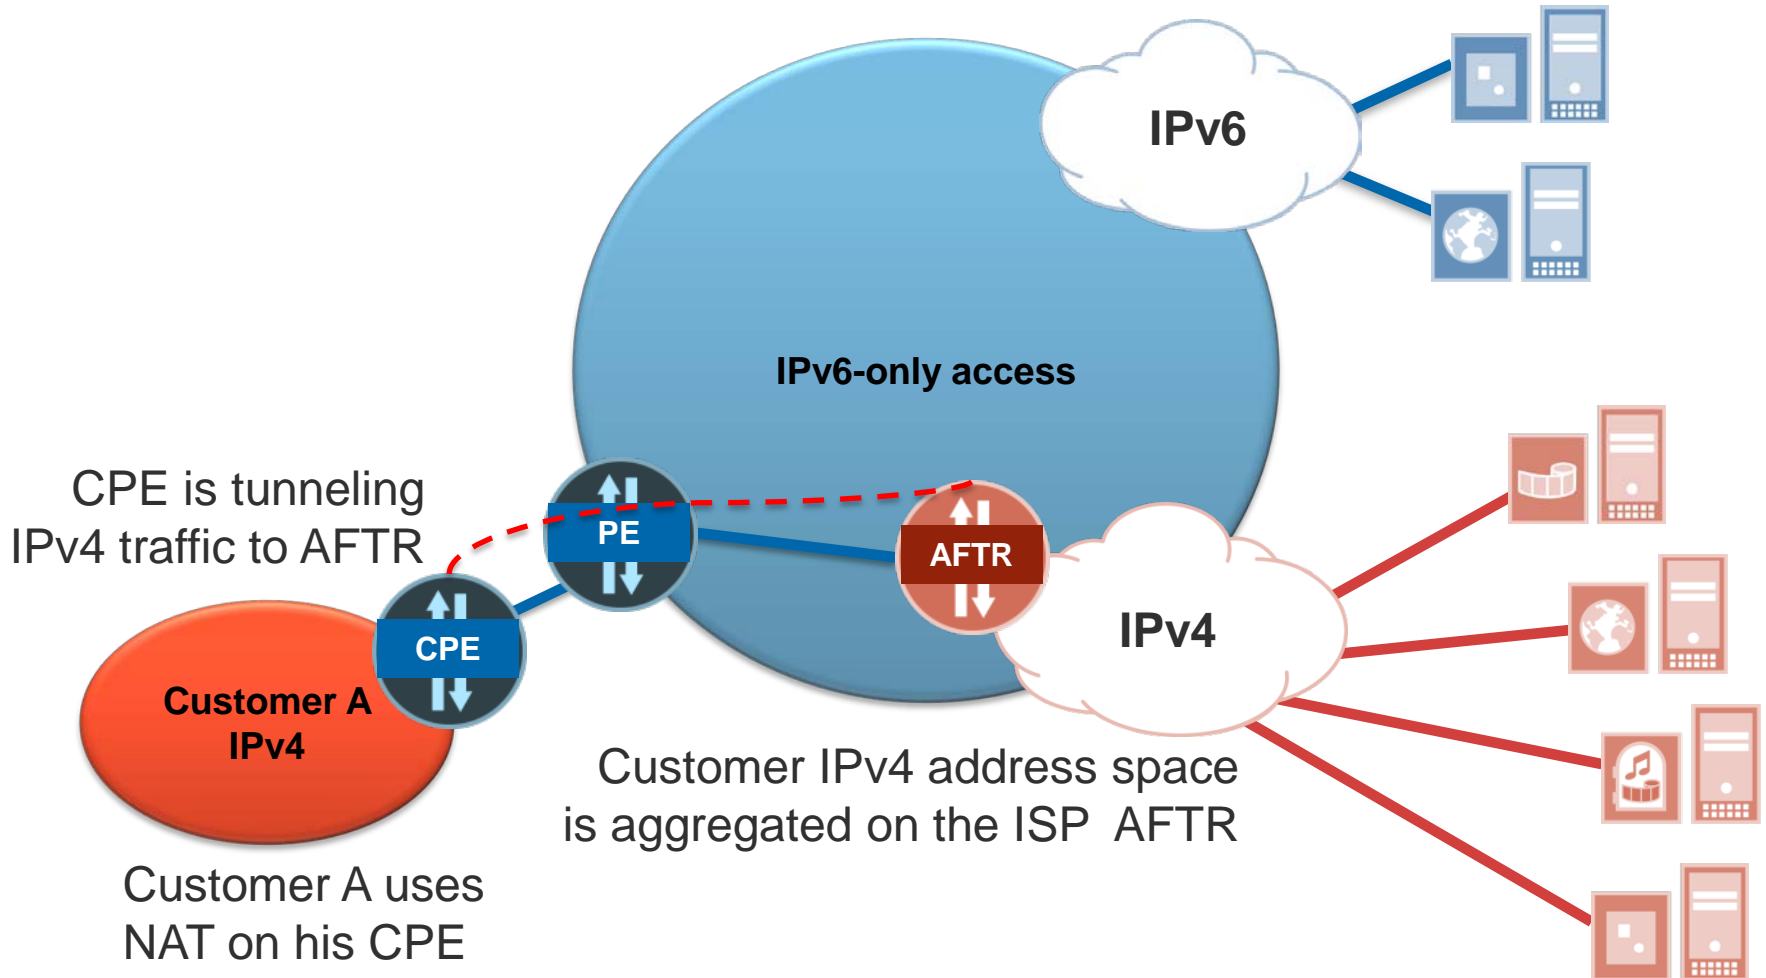 IPv6
IPv6-only access
CPE is tunneling
IPv4 traffic to AFTR
PE
AFTR
CPE
IPv4
Customer A
IPv4
Customer IPv4 address space
is aggregated on the ISP AFTR
Customer A uses
NAT on his CPE